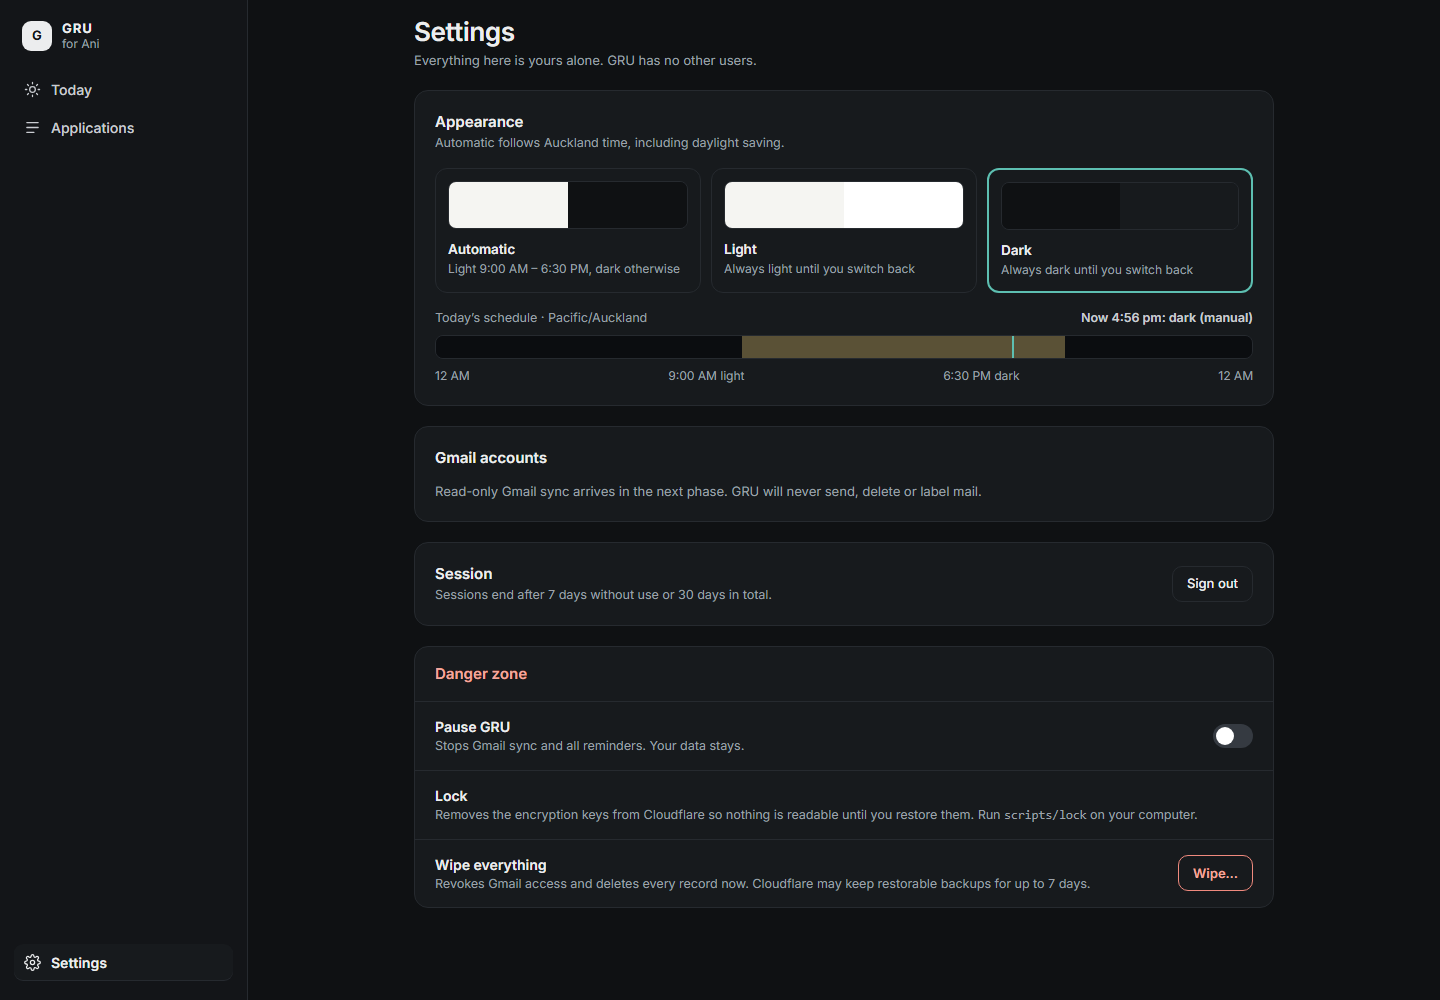 G
GRU
for Ani
Today
Applications
Settings
Settings
Everything here is yours alone. GRU has no other users.
Appearance
Automatic follows Auckland time, including daylight saving.
Automatic
Light 9:00 AM – 6:30 PM, dark otherwise
Light
Always light until you switch back
Dark
Always dark until you switch back
Today’s schedule · Pacific/Auckland
Now 4:56 pm: dark (manual)
12 AM
9:00 AM light
6:30 PM dark
12 AM
Gmail accounts
Read-only Gmail sync arrives in the next phase. GRU will never send, delete or label mail.
Session
Sessions end after 7 days without use or 30 days in total.
Sign out
Danger zone
Pause GRU
Stops Gmail sync and all reminders. Your data stays.
Lock
Removes the encryption keys from Cloudflare so nothing is readable until you restore them. Run scripts/lock on your computer.
Wipe everything
Revokes Gmail access and deletes every record now. Cloudflare may keep restorable backups for up to 7 days.
Wipe...